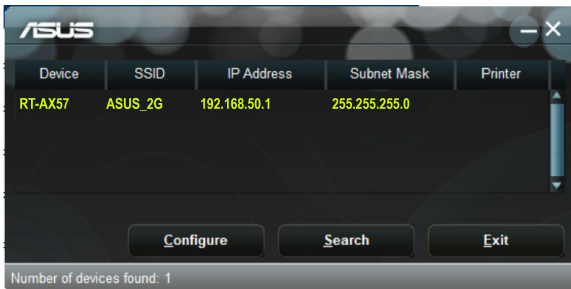 ASUS
Device SSID IP Address Subnet Mask Printer
RT-AX57 ASUS_2G 192.168.50.1 255.255.255.0
Configure Search Exit
Number of devices found: 1